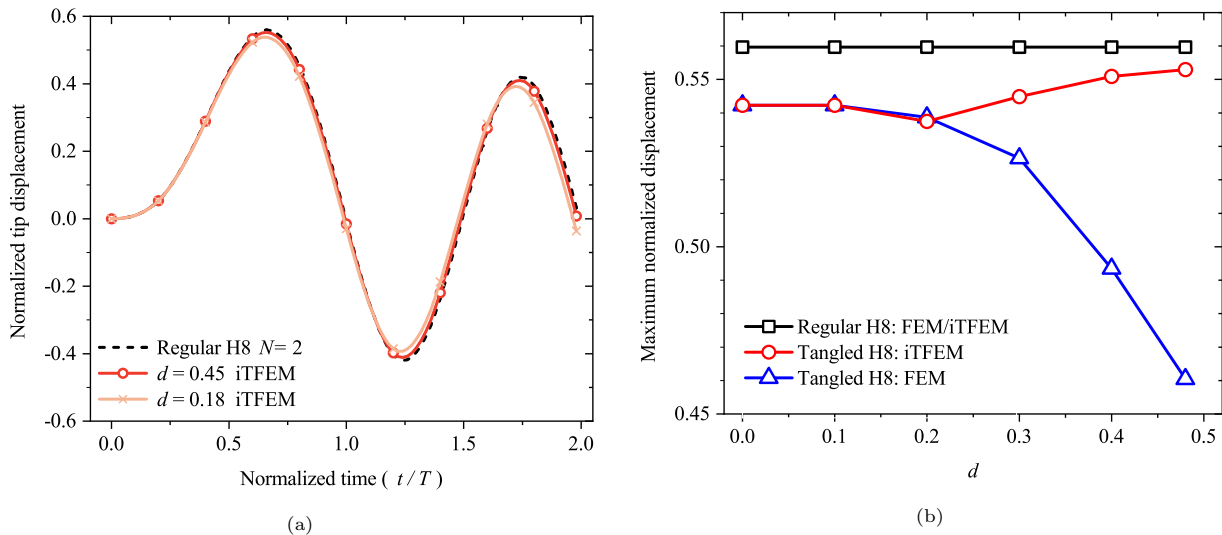 0.6
0.4
0.2
0.0
-0.2
-0.4
-0.6
Normalized tip displacement
Regular H8 N= 2
d = 0.45 iTFEM
d = 0.18 iTFEM
0.0 0.5 1.0 1.5 2.0
Normalized time ( t / T )
(a)
0.55
0.50
0.45
Maximum normalized displacement
Regular H8: FEM/iTFEM
Tangled H8: iTFEM
Tangled H8: FEM
0.0 0.1 0.2 0.3 0.4 0.5
d
(b)